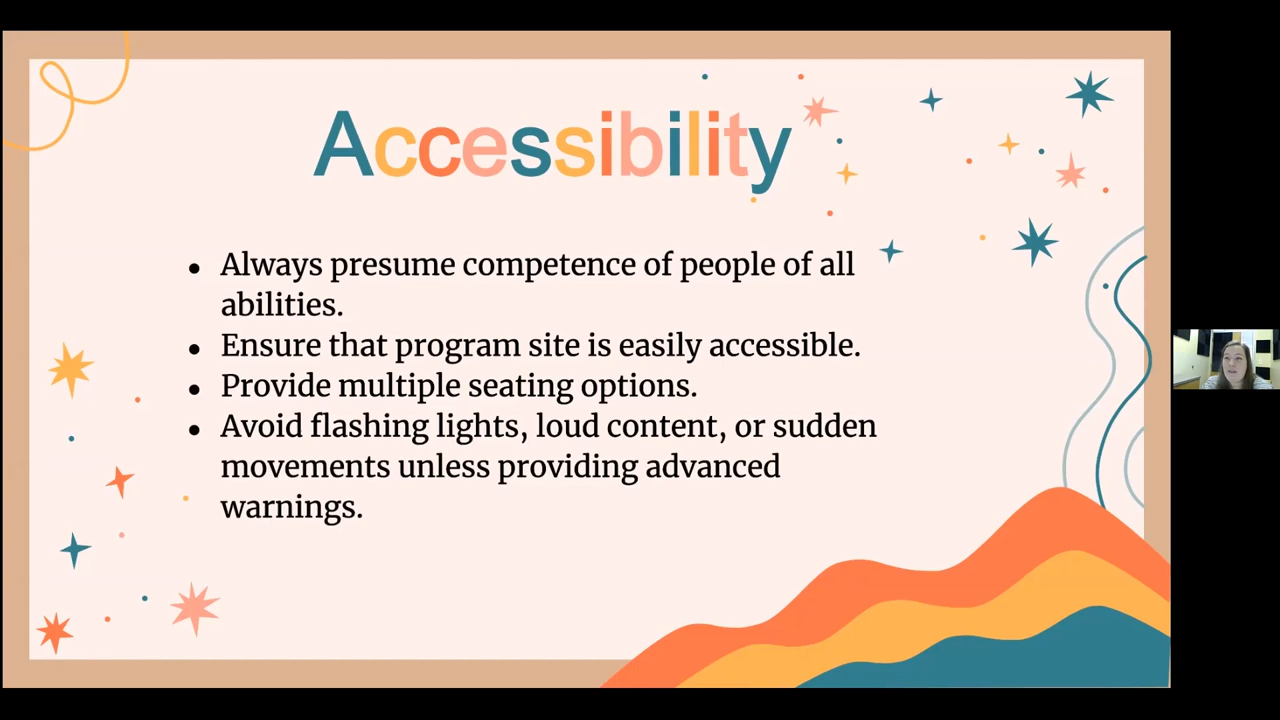 Accessibility
● Always presume competence of people of all
abilities.
● Ensure that program site is easily accessible.
● Provide multiple seating options.
● Avoid flashing lights, loud content, or sudden
movements unless providing advanced
warnings.